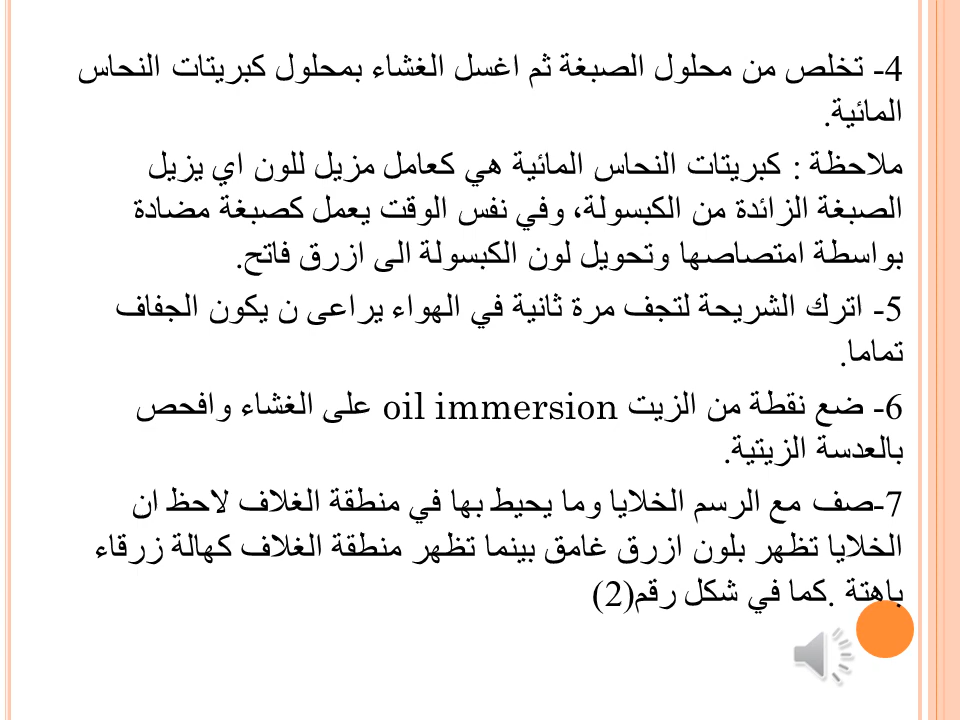 4- تخلص من محلول الصبغة ثم اغسل الغشاء بمحلول كبريتات النحاس
المائية.
ملاحظة : كبريتات النحاس المائية هي كعامل مزيل للون اي يزيل
الصبغة الزائدة من الكبسولة، وفي نفس الوقت يعمل كصبغة مضادة
بواسطة امتصاصها وتحويل لون الكبسولة الى ازرق فاتح.
5- اترك الشريحة لتجف مرة ثانية في الهواء يراعى ن يكون الجفاف
تماما.
6- ضع نقطة من الزيت oil immersion على الغشاء وافحص
بالعدسة الزيتية.
7-صف مع الرسم الخلايا وما يحيط بها في منطقة الغلاف لاحظ ان
الخلايا تظهر بلون ازرق غامق بينما تظهر منطقة الغلاف كهالة زرقاء
باهتة .كما في شكل رقم(2)